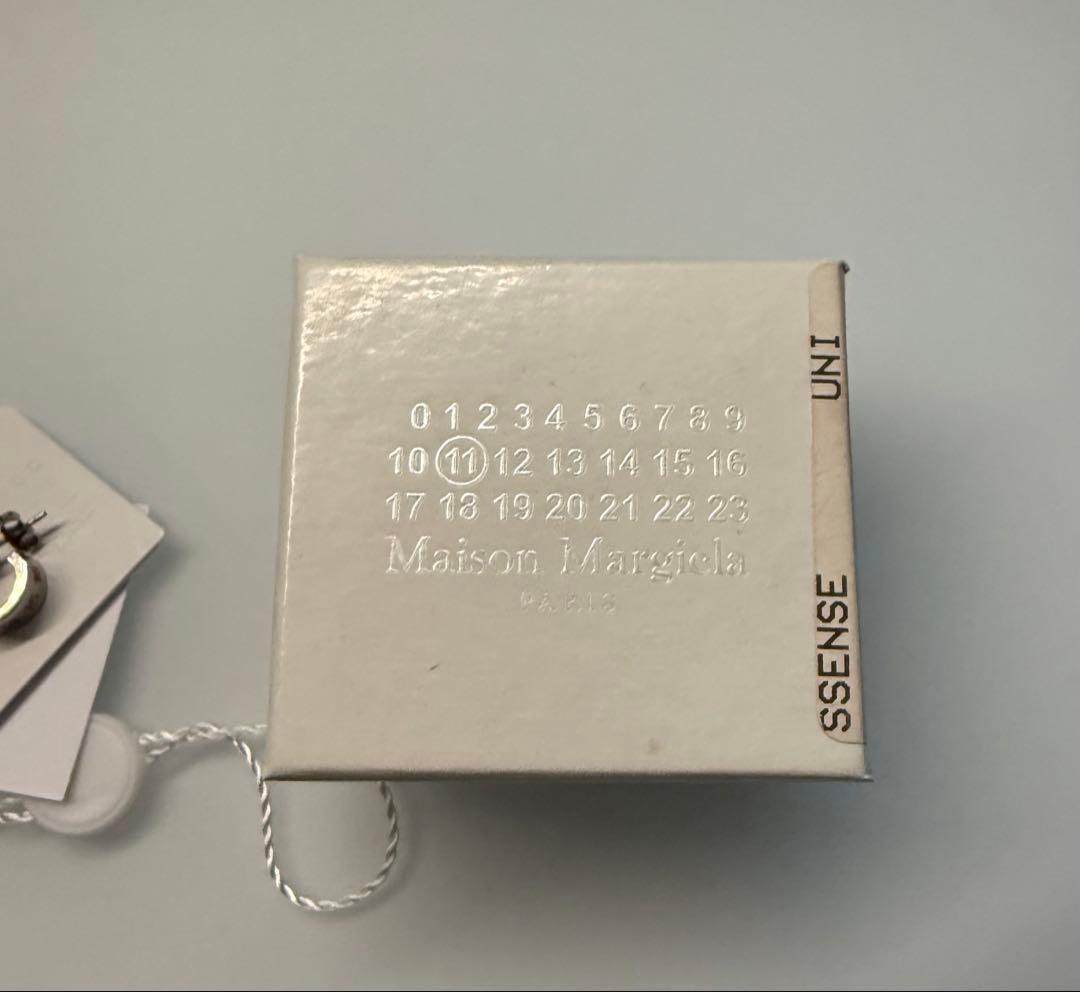 0 1 2 3 4 5 6 7 8 9
10 11 12 13 14 15 16
17 18 19 20 21 22 23
Maison Margiela
PARIS
SSENSE UNI